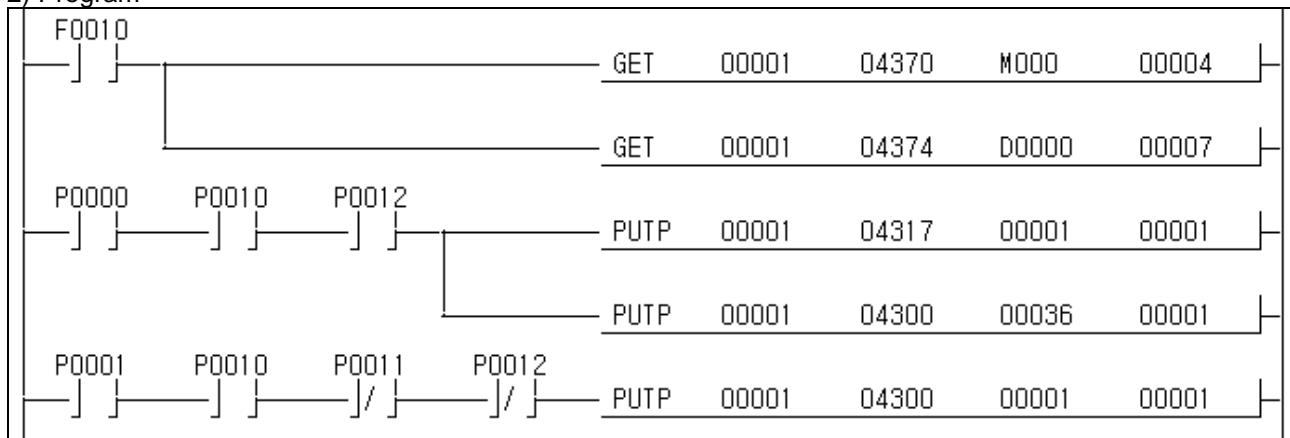 2) Program
F0010
GET 00001 04370 M000 00004
GET 00001 04374 D0000 00007
P0000 P0010 P0012
PUTP 00001 04317 00001 00001
PUTP 00001 04300 00036 00001
P0001 P0010 P0011 P0012
PUTP 00001 04300 00001 00001